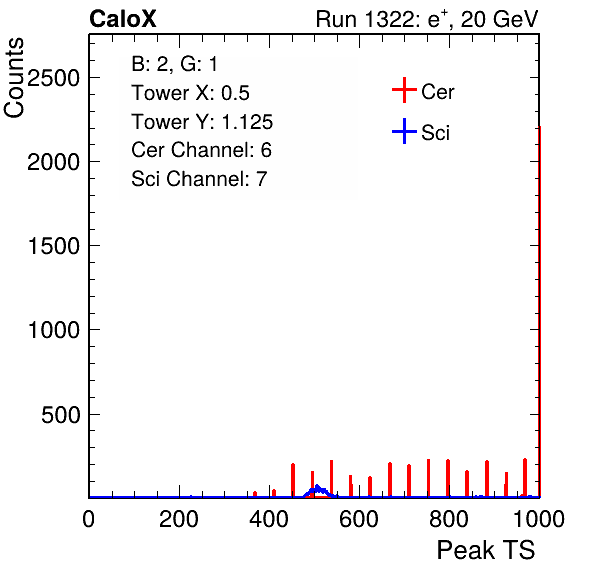 CaloX
Run 1322: e+, 20 GeV
Counts
B: 2, G: 1
Tower X: 0.5
Tower Y: 1.125
Cer Channel: 6
Sci Channel: 7
Cer
Sci
2500
2000
1500
1000
500
0 200 400 600 800 1000
Peak TS